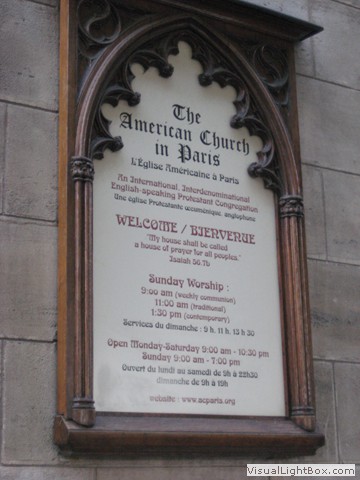 The
American Church
in Paris
L'Église Américaine à Paris
An International, Interdenominational
English-speaking Protestant Congregation
Une église Protestante œcuménique anglophone
WELCOME / BIENVENUE
"My house shall be called
a house of prayer for all peoples."
Isaiah 56:7b
Sunday Worship :
9:00 am (weekly communion)
11:00 am (traditional)
1:30 pm (contemporary)
Services du dimanche : 9 h, 11 h, 13 h 30
Open Monday-Saturday 9:00 am - 10:30 pm
Sunday 9:00 am - 7:00 pm
Ouvert du lundi au samedi de 9h à 22h30
dimanche de 9h à 19h
website : www.acparis.org
VisualLightBox.com